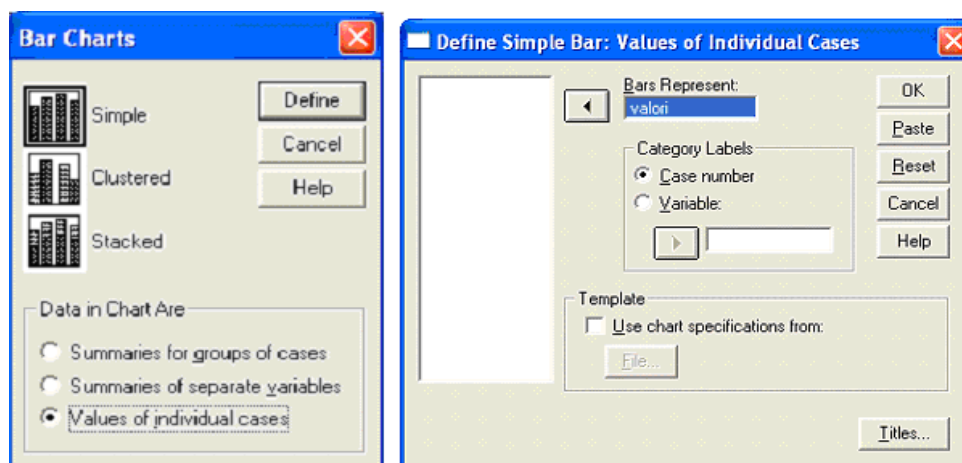 Bar Charts
Simple
Define
Cancel
Clustered
Help
Stacked
Data in Chart Are
Summaries for groups of cases
Summaries of separate variables
Values of individual cases
Define Simple Bar: Values of Individual Cases
Bars Represent:
valori
OK
Paste
Reset
Cancel
Help
Category Labels
Case number
Variable:
Template
Use chart specifications from:
File...
Titles...